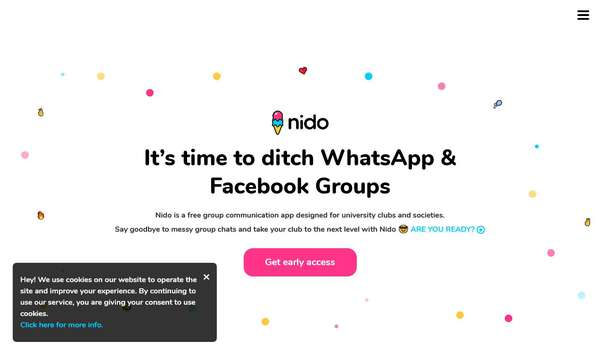 nido
It's time to ditch WhatsApp &
Facebook Groups
Nido is a free group communication app designed for university clubs and societies.
Say goodbye to messy group chats and take your club to the next level with Nido 😎 ARE YOU READY?
Get early access
Hey! We use cookies on our website to operate the
site and improve your experience. By continuing to
use our service, you are giving your consent to use
cookies.
Click here for more info.